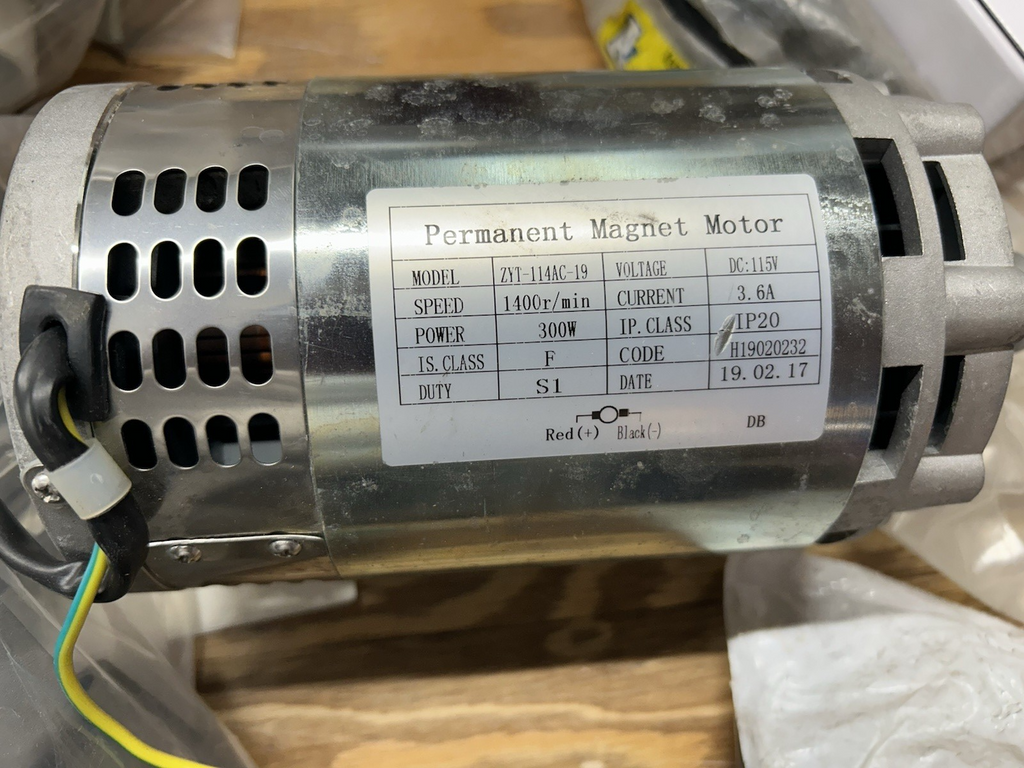 Permanent Magnet Motor
MODEL ZYT-114AC-19 VOLTAGE DC:115V
SPEED 1400r/min CURRENT 3.6A
POWER 300W IP.CLASS IP20
IS.CLASS F CODE H19020232
DUTY S1 DATE 19.02.17
Red(+) Black(-) DB